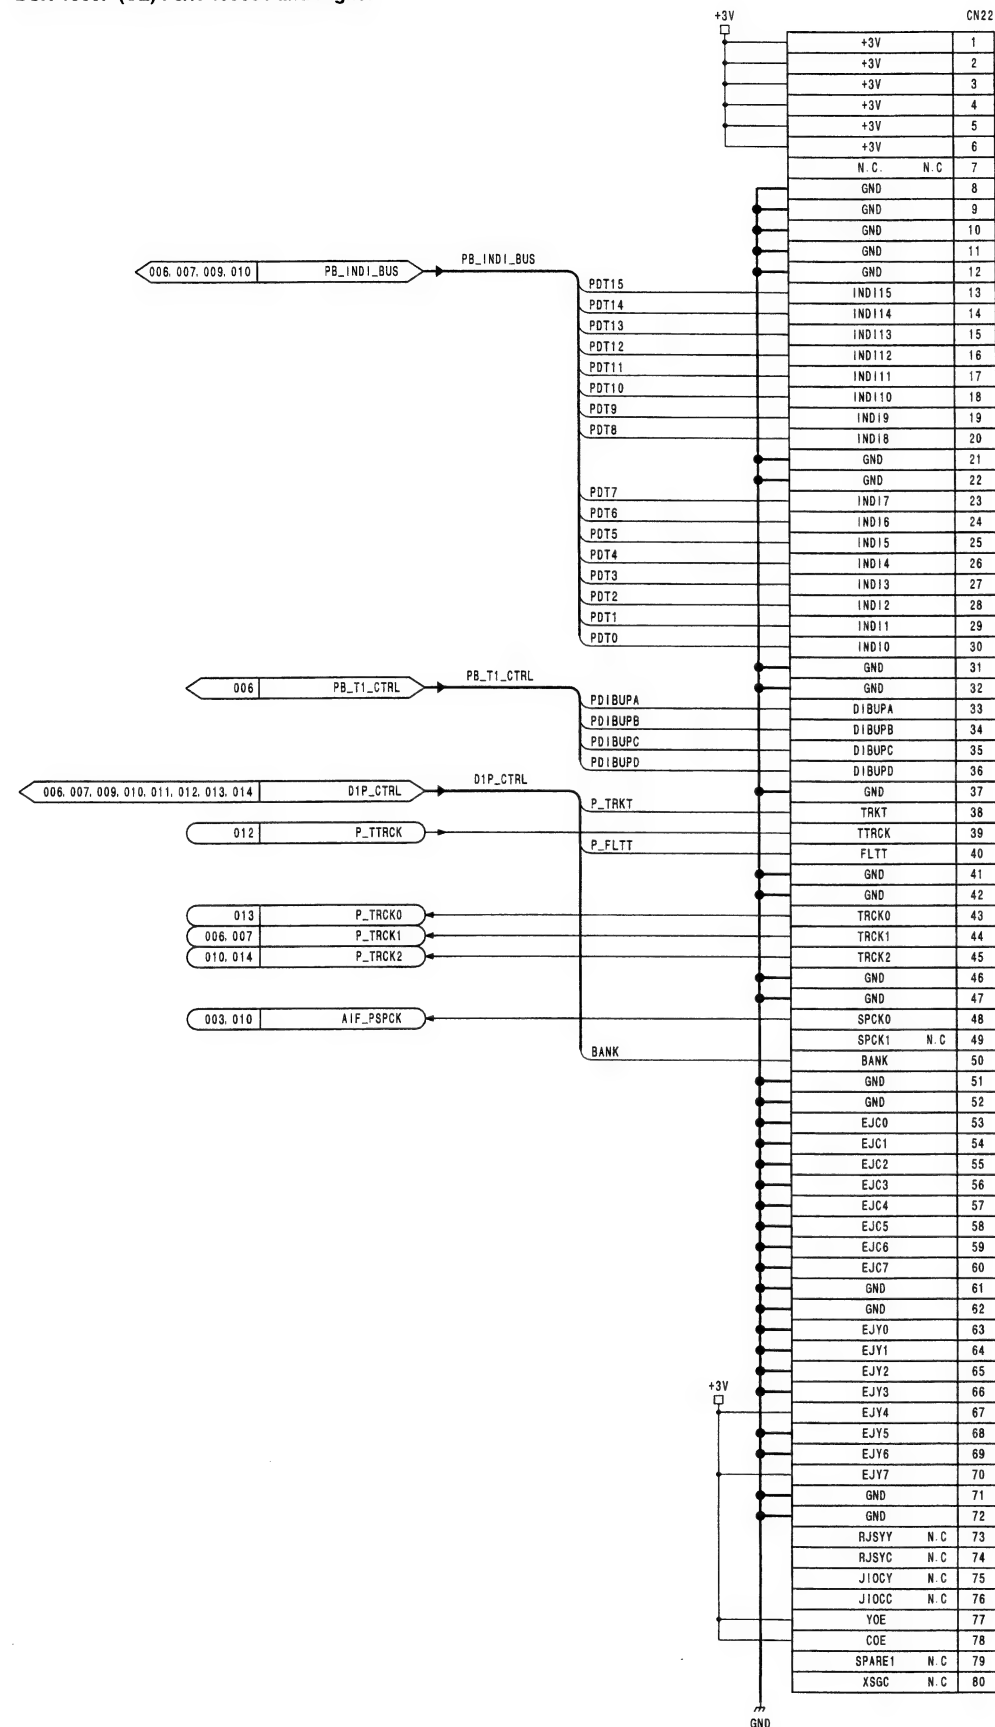 +3V CN22
+3V 1
+3V 2
+3V 3
+3V 4
+3V 5
+3V 6
N.C. N.C 7
GND 8
GND 9
GND 10
GND 11
006, 007, 009, 010 PB_INDI_BUS PB_INDI_BUS GND 12
PDT15 INDI15 13
PDT14 INDI14 14
PDT13 INDI13 15
PDT12 INDI12 16
PDT11 INDI11 17
PDT10 INDI10 18
PDT9 INDI9 19
PDT8 INDI8 20
GND 21
GND 22
PDT7 INDI7 23
PDT6 INDI6 24
PDT5 INDI5 25
PDT4 INDI4 26
PDT3 INDI3 27
PDT2 INDI2 28
PDT1 INDI1 29
PDT0 INDI0 30
GND 31
006 PB_T1_CTRL PB_T1_CTRL GND 32
PDIBUPA DIBUPA 33
PDIBUPB DIBUPB 34
PDIBUPC DIBUPC 35
PDIBUPD DIBUPD 36
006, 007, 009, 010, 011, 012, 013, 014 D1P_CTRL D1P_CTRL GND 37
P_TRKT TRKT 38
012 P_TTRCK TTRCK 39
P_FLTT FLTT 40
GND 41
GND 42
013 P_TRCK0 TRCK0 43
006, 007 P_TRCK1 TRCK1 44
010, 014 P_TRCK2 TRCK2 45
GND 46
GND 47
003, 010 AIF_PSPCK SPCK0 48
SPCK1 N.C 49
BANK BANK 50
GND 51
GND 52
EJC0 53
EJC1 54
EJC2 55
EJC3 56
EJC4 57
EJC5 58
EJC6 59
EJC7 60
GND 61
GND 62
EJY0 63
EJY1 64
EJY2 65
EJY3 66
+3V
EJY4 67
EJY5 68
EJY6 69
EJY7 70
GND 71
GND 72
RJSYY N.C 73
RJSYC N.C 74
JIOCY N.C 75
JIOCC N.C 76
YOE 77
COE 78
SPARE1 N.C 79
XSGC N.C 80
GND